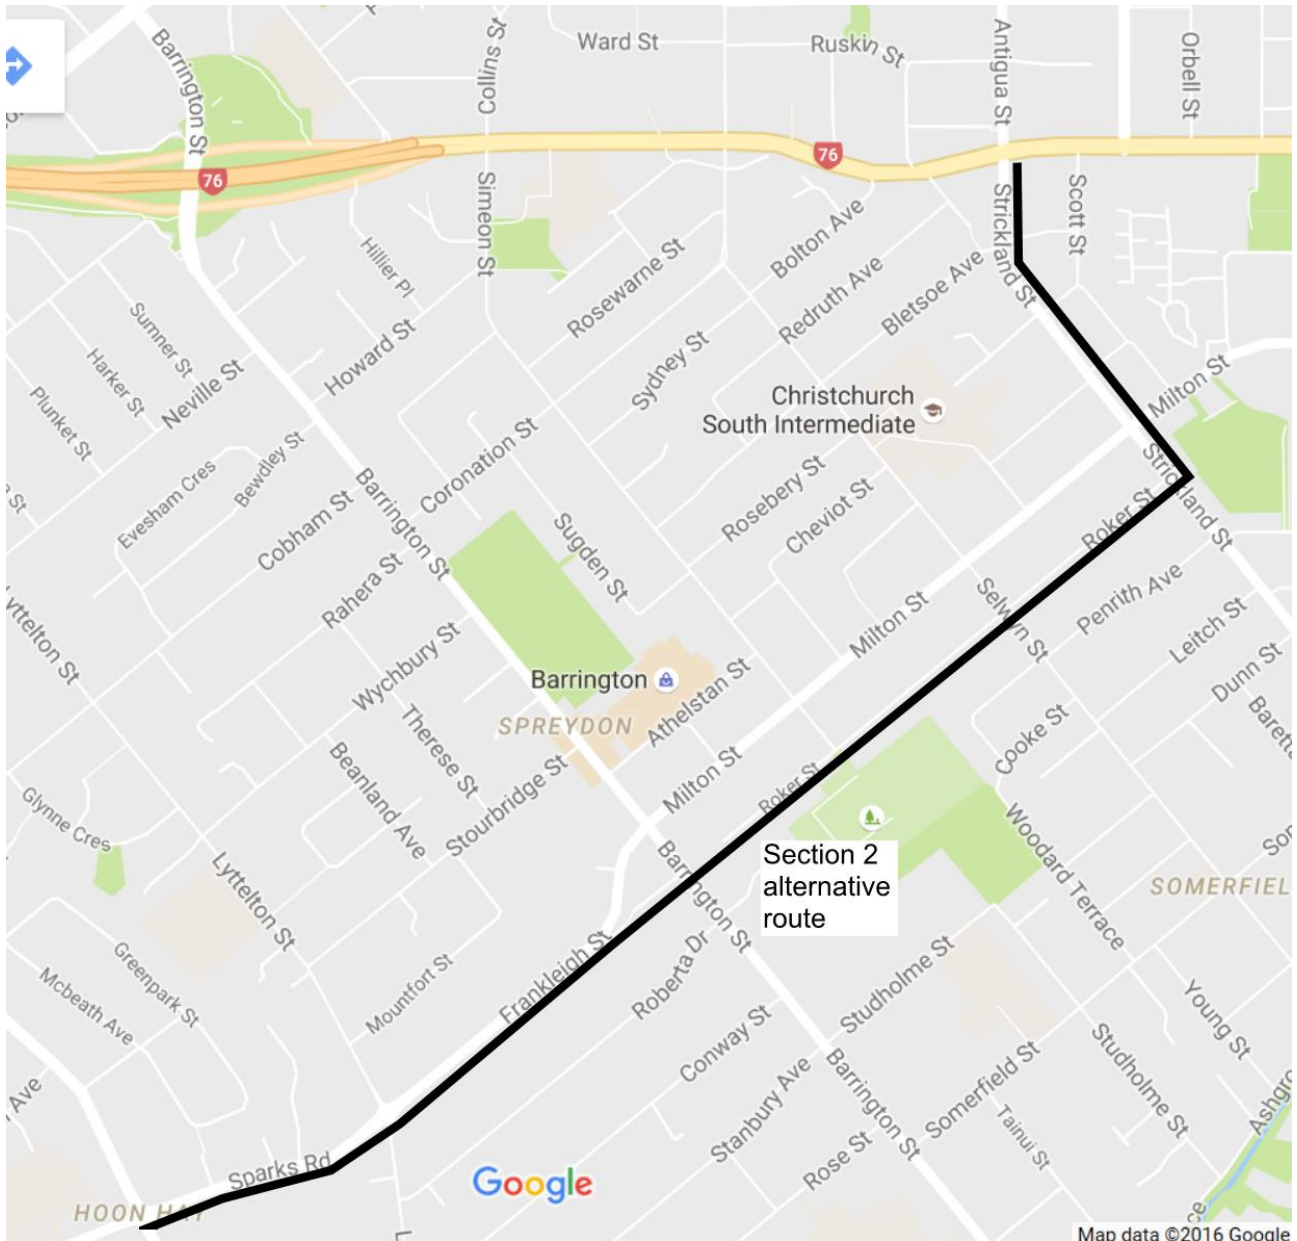 Barrington St
Collins St
Ward St
Ruskin St
Antigua St
Orbell St
76
76
Simeon St
Hillier Pl
Rosewarne St
Bolton Ave
Redruth Ave
Bletsoe Ave
Strickland St
Scott St
Sumner St
Harker St
Plunket St
Neville St
Howard St
Sydney St
Christchurch
South Intermediate
Milton St
Evesham Cres
Bewdley St
Cobham St
Barrington St
Coronation St
Sugden St
Rosebery St
Cheviot St
Strickland St
Roker St
Lyttelton St
Rahera St
Wychbury St
Milton St
Selwyn St
Penrith Ave
Leitch St
Dunn St
Baretta
Barrington
SPREYDON
Athelstan St
Therese St
Beanland Ave
Stourbridge St
Milton St
Roker St
Cooke St
Woodard Terrace
Glynne Cres
Lyttelton St
Barrington St
Section 2
alternative
route
SOMERFIEL
Greenpark St
Mcbeath Ave
Mountfort St
Frankleigh St
Roberta Dr
Conway St
Studholme St
Young St
Stanbury Ave
Barrington St
Somerfield St
Studholme St
Tainui St
Rose St
Ashgro
Ave
Sparks Rd
HOON HAY
Google
Map data ©2016 Google